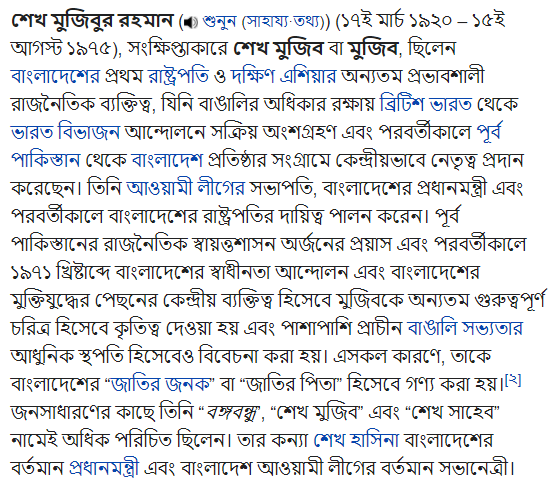 শেখ মুজিবুর রহমান (শুনুন (সাহায্য·তথ্য)) (১৭ই মার্চ ১৯২০ – ১৫ই
আগস্ট ১৯৭৫), সংক্ষিপ্তাকারে শেখ মুজিব বা মুজিব, ছিলেন
বাংলাদেশের প্রথম রাষ্ট্রপতি ও দক্ষিণ এশিয়ার অন্যতম প্রভাবশালী
রাজনৈতিক ব্যক্তিত্ব, যিনি বাঙালির অধিকার রক্ষায় ব্রিটিশ ভারত থেকে
ভারত বিভাজন আন্দোলনে সক্রিয় অংশগ্রহণ এবং পরবর্তীকালে পূর্ব
পাকিস্তান থেকে বাংলাদেশ প্রতিষ্ঠার সংগ্রামে কেন্দ্রীয়ভাবে নেতৃত্ব প্রদান
করেছেন। তিনি আওয়ামী লীগের সভাপতি, বাংলাদেশের প্রধানমন্ত্রী এবং
পরবর্তীকালে বাংলাদেশের রাষ্ট্রপতির দায়িত্ব পালন করেন। পূর্ব
পাকিস্তানের রাজনৈতিক স্বায়ত্তশাসন অর্জনের প্রয়াস এবং পরবর্তীকালে
১৯৭১ খ্রিষ্টাব্দে বাংলাদেশের স্বাধীনতা আন্দোলন এবং বাংলাদেশের
মুক্তিযুদ্ধের পেছনের কেন্দ্রীয় ব্যক্তিত্ব হিসেবে মুজিবকে অন্যতম গুরুত্বপূর্ণ
চরিত্র হিসেবে কৃতিত্ব দেওয়া হয় এবং পাশাপাশি প্রাচীন বাঙালি সভ্যতার
আধুনিক স্থপতি হিসেবেও বিবেচনা করা হয়। এসকল কারণে, তাকে
বাংলাদেশের “জাতির জনক” বা “জাতির পিতা” হিসেবে গণ্য করা হয়।[২]
জনসাধারণের কাছে তিনি “বঙ্গবন্ধু”, “শেখ মুজিব” এবং “শেখ সাহেব”
নামেই অধিক পরিচিত ছিলেন। তার কন্যা শেখ হাসিনা বাংলাদেশের
বর্তমান প্রধানমন্ত্রী এবং বাংলাদেশ আওয়ামী লীগের বর্তমান সভানেত্রী।